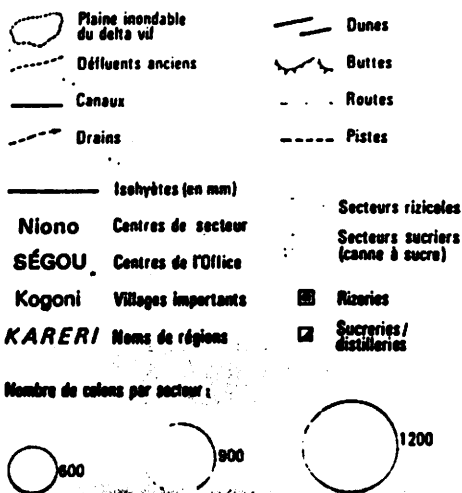 Plaine inondable
du delta vif
Défluents anciens
Canaux
Drains
Dunes
Buttes
Routes
Pistes
Isohyètes (en mm)
Niono Centres de secteur
SÉGOU Centres de l'Office
Kogoni Villages importants
KARERI Noms de régions
Secteurs rizicoles
Secteurs sucriers
(canne à sucre)
Rizeries
Sucreries/
distilleries
Nombre de colons par secteur :
600
900
1200